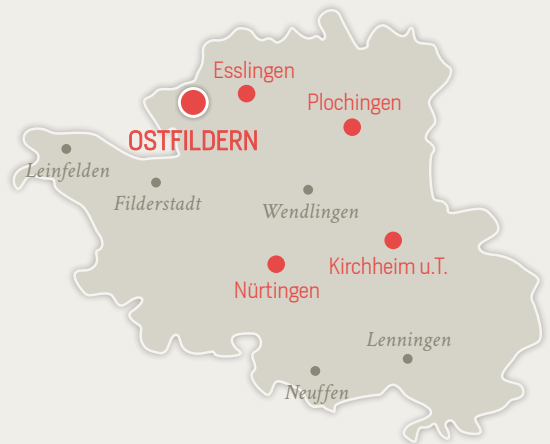 Esslingen
Plochingen
OSTFILDERN
Leinfelden
Filderstadt
Wendlingen
Kirchheim u.T.
Nürtingen
Lenningen
Neuffen